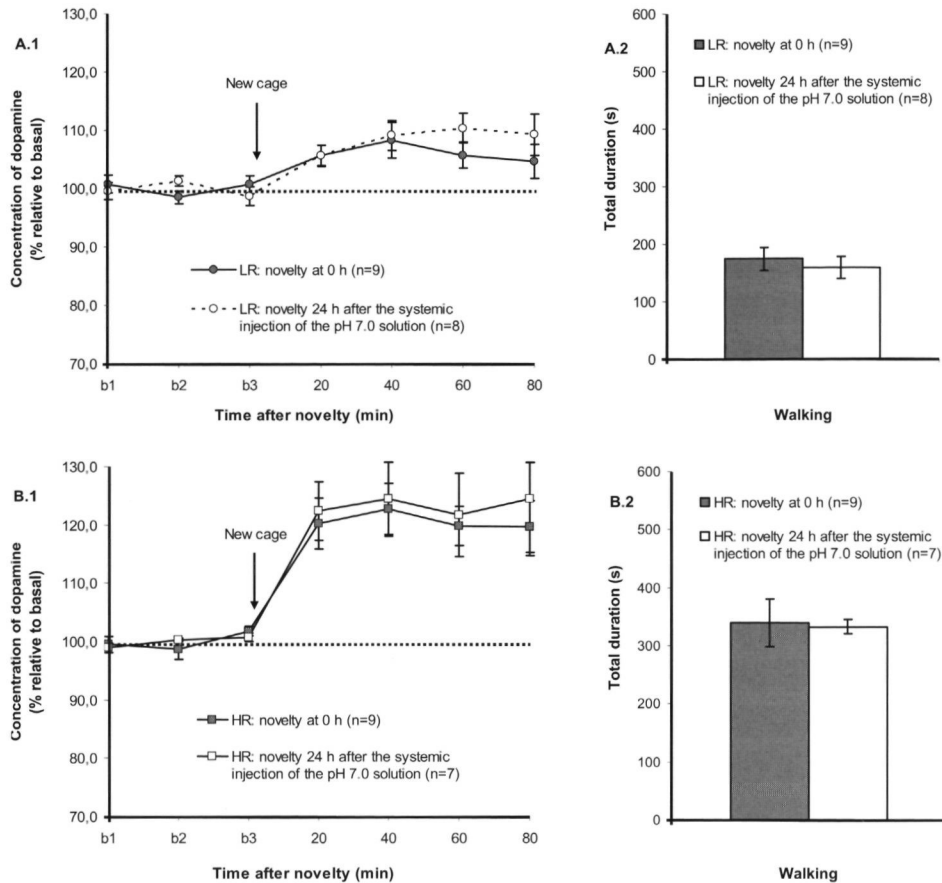 A.1
130,0
120,0
110,0
100,0
90,0
80,0
70,0
Concentration of dopamine
(% relative to basal)
New cage
LR: novelty at 0 h (n=9)
LR: novelty 24 h after the systemic
injection of the pH 7.0 solution (n=8)
b1 b2 b3 20 40 60 80
Time after novelty (min)
A.2
600
500
400
300
200
100
0
Total duration (s)
LR: novelty at 0 h (n=9)
LR: novelty 24 h after the systemic
injection of the pH 7.0 solution (n=8)
Walking
B.1
130,0
120,0
110,0
100,0
90,0
80,0
70,0
Concentration of dopamine
(% relative to basal)
New cage
HR: novelty at 0 h (n=9)
HR: novelty 24 h after the systemic
injection of the pH 7.0 solution (n=7)
b1 b2 b3 20 40 60 80
Time after novelty (min)
B.2
600
500
400
300
200
100
0
Total duration (s)
HR: novelty at 0 h (n=9)
HR: novelty 24 h after the systemic
injection of the pH 7.0 solution (n=7)
Walking